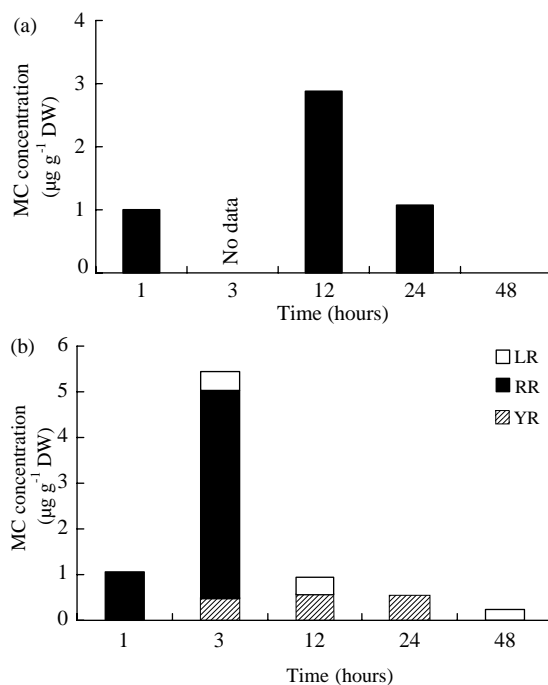 (a)
MC concentration
(µg g⁻¹ DW)
4
3
2
1
0
No data
1 3 12 24 48
Time (hours)
(b)
MC concentration
(µg g⁻¹ DW)
6
5
4
3
2
1
0
LR
RR
YR
1 3 12 24 48
Time (hours)